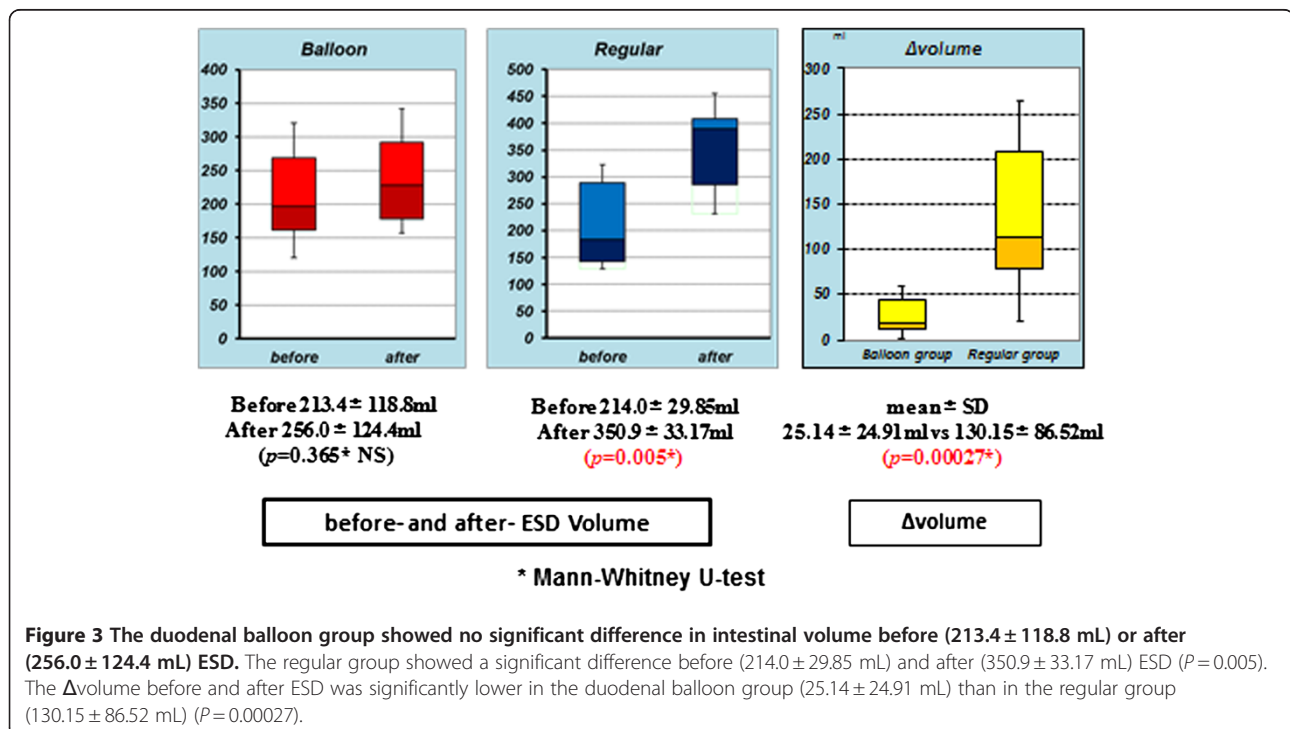 Balloon
400
350
300
250
200
150
100
50
0
before after
Regular
500
450
400
350
300
250
200
150
100
50
0
before after
ml
Δvolume
300
250
200
150
100
50
0
Balloon group Regular group
Before 213.4 ± 118.8ml
After 256.0 ± 124.4ml
(p=0.365* NS)
Before 214.0 ± 29.85ml
After 350.9 ± 33.17ml
(p=0.005*)
mean ± SD
25.14 ± 24.91ml vs 130.15 ± 86.52ml
(p=0.00027*)
before- and after- ESD Volume
Δvolume
* Mann-Whitney U-test
Figure 3 The duodenal balloon group showed no significant difference in intestinal volume before (213.4 ± 118.8 mL) or after
(256.0 ± 124.4 mL) ESD. The regular group showed a significant difference before (214.0 ± 29.85 mL) and after (350.9 ± 33.17 mL) ESD (P = 0.005).
The Δvolume before and after ESD was significantly lower in the duodenal balloon group (25.14 ± 24.91 mL) than in the regular group
(130.15 ± 86.52 mL) (P = 0.00027).